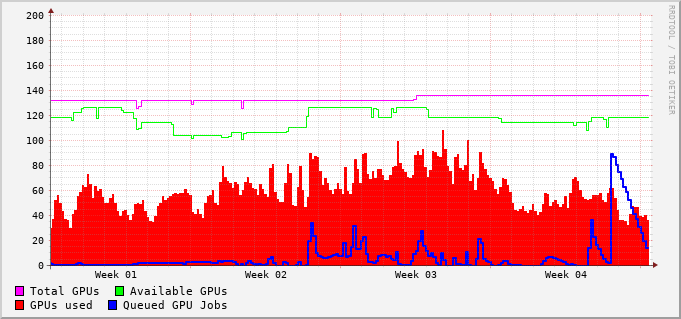 200
180
160
140
120
100
80
60
40
20
0
Week 01 Week 02 Week 03 Week 04
Total GPUs Available GPUs
GPUs used Queued GPU Jobs
RRDTOOL / TOBI OETIKER